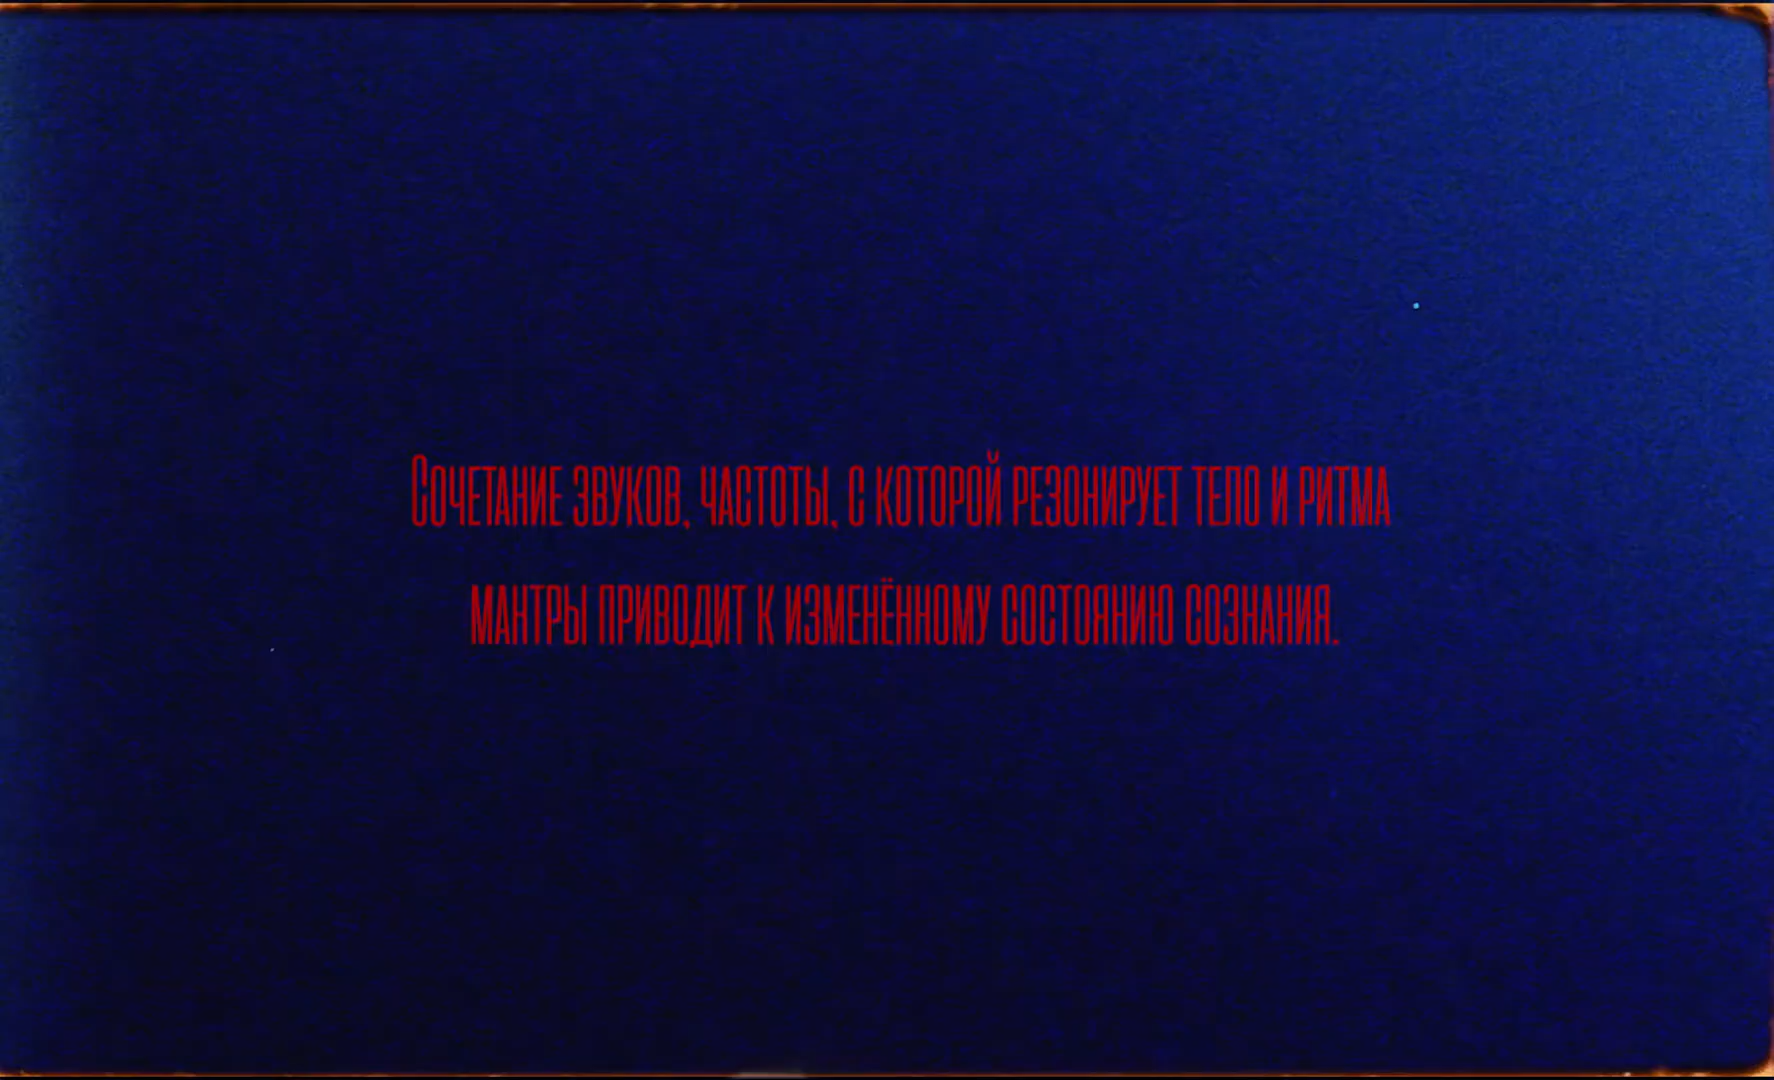 Сочетание звуков, частоты, с которой резонирует тело и ритма
мантры приводит к изменённому состоянию сознания.